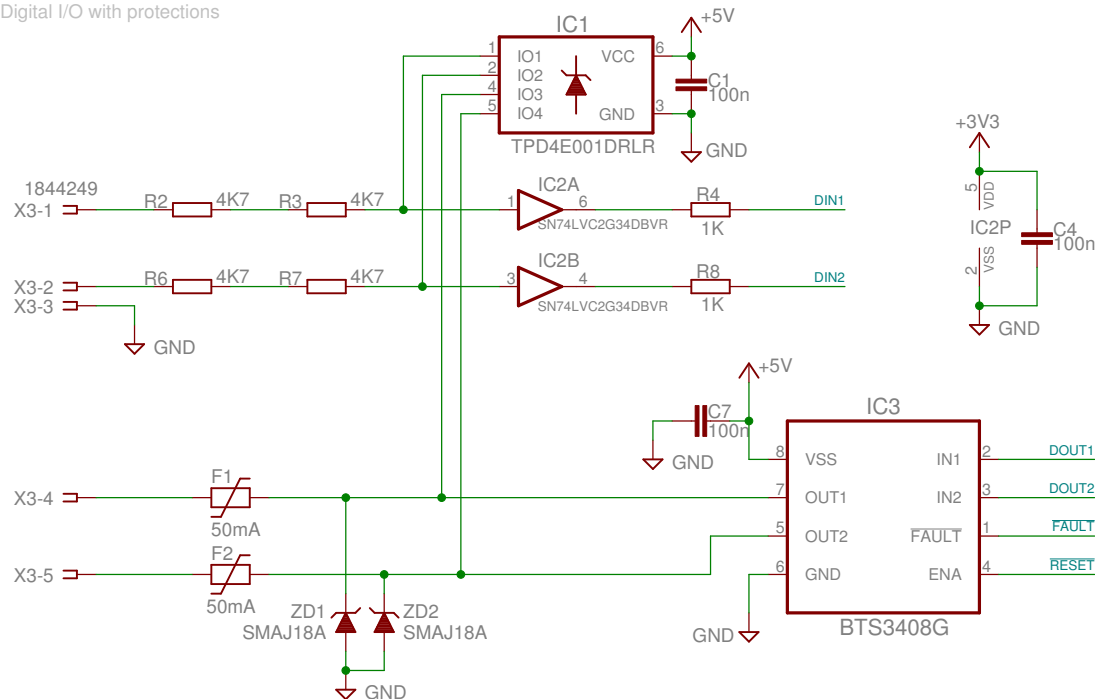 Digital I/O with protections
IC1
+5V
1 IO1 VCC 6
2 IO2
4 IO3
5 IO4 GND 3
C1
100n
TPD4E001DRLR
GND
+3V3
1844249
X3-1
R2 4K7
R3 4K7
1 IC2A 6
SN74LVC2G34DBVR
R4
1K
DIN1
5 VDD
IC2P
2 VSS
C4
100n
GND
X3-2
R6 4K7
R7 4K7
3 IC2B 4
SN74LVC2G34DBVR
R8
1K
DIN2
X3-3
GND
+5V
C7
100n
GND
IC3
8 VSS IN1 2 DOUT1
7 OUT1 IN2 3 DOUT2
5 OUT2 FAULT 1 FAULT
6 GND ENA 4 RESET
BTS3408G
GND
X3-4
F1
50mA
X3-5
F2
50mA
ZD1
SMAJ18A
ZD2
SMAJ18A
GND